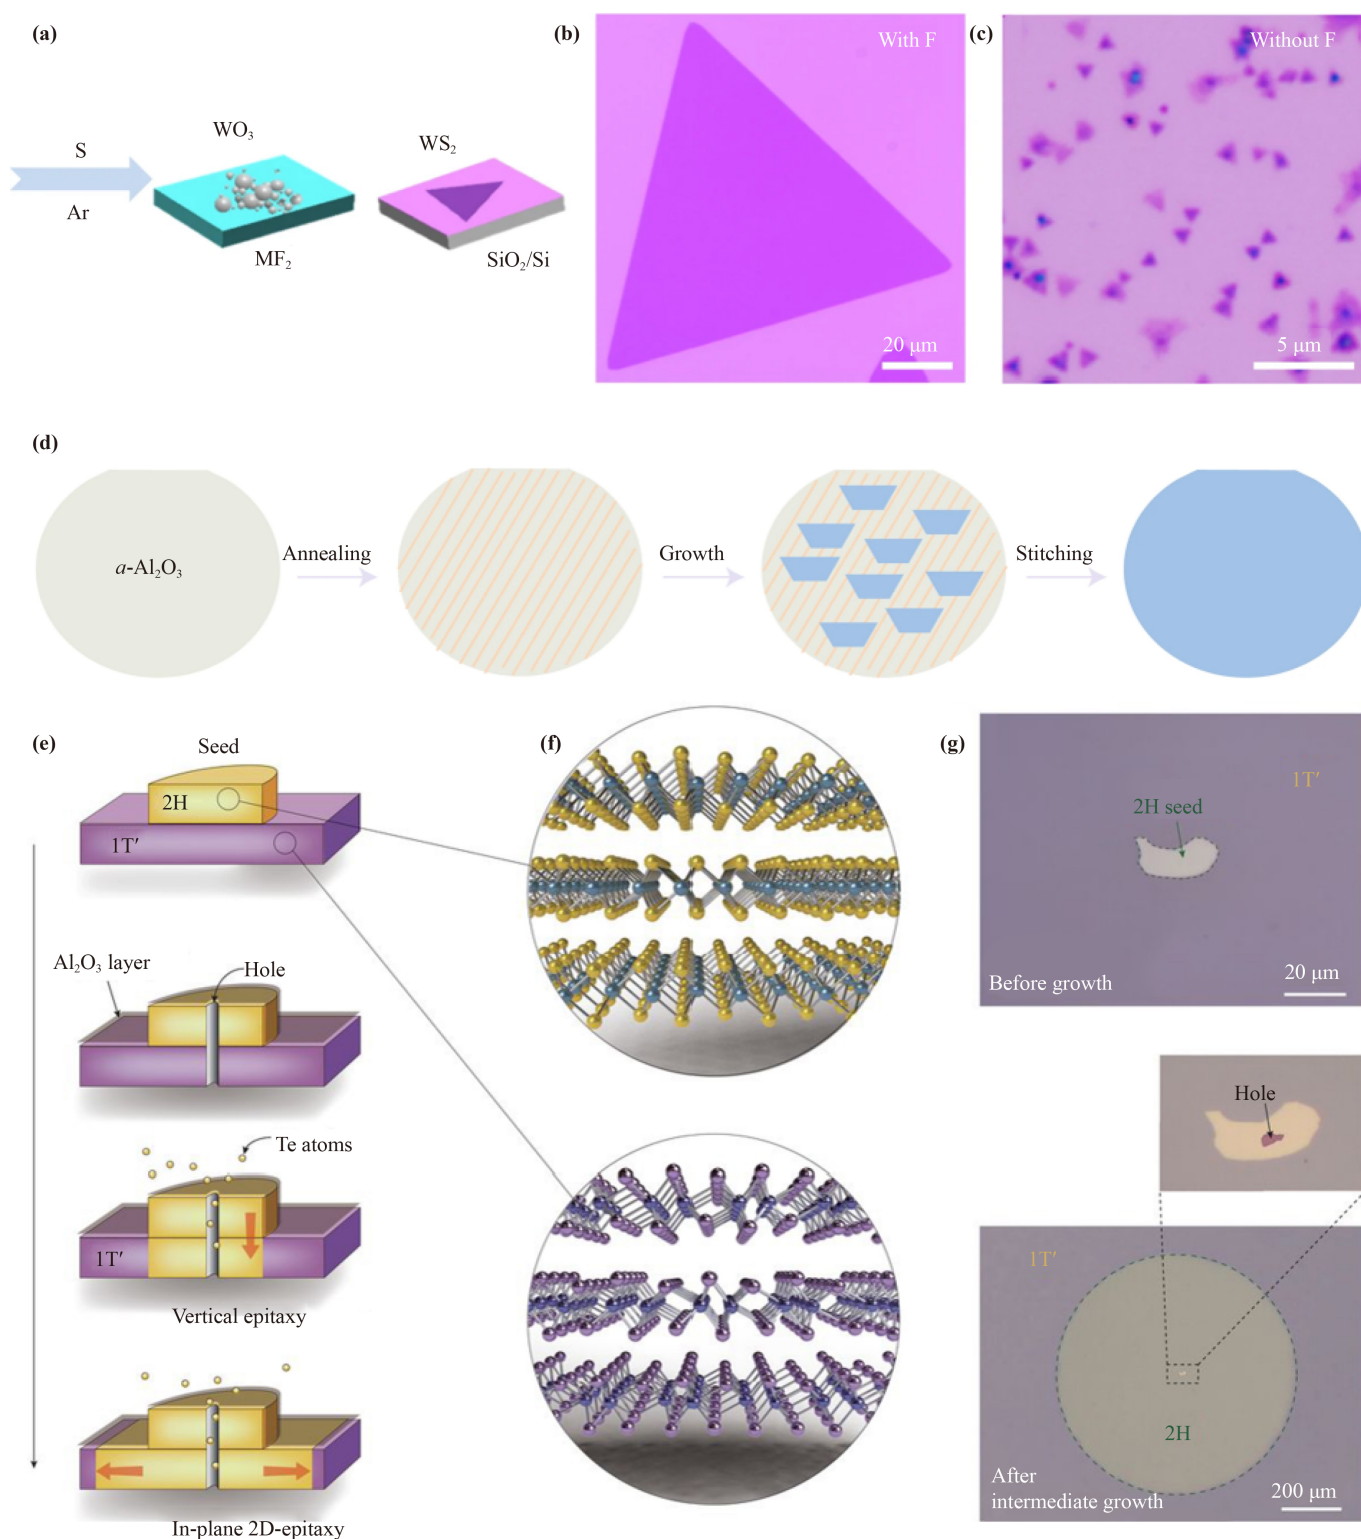 (a)
S
Ar
WO₃
MF₂
WS₂
SiO₂/Si
(b)
With F
20 μm
(c)
Without F
5 μm
(d)
a-Al₂O₃
Annealing
Growth
Stitching
(e)
Seed
2H
1T′
Al₂O₃ layer
Hole
Te atoms
1T′
Vertical epitaxy
In-plane 2D-epitaxy
(f)
(g)
1T′
2H seed
Before growth
20 μm
Hole
1T′
2H
After
intermediate growth
200 μm